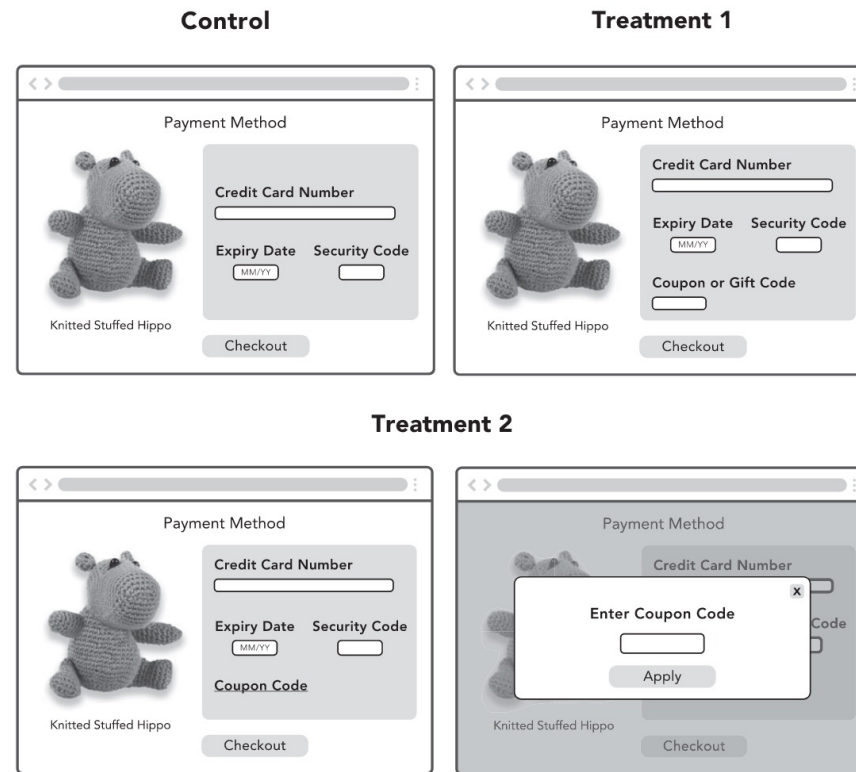 Control
Treatment 1
< >
Payment Method
Credit Card Number
Expiry Date Security Code
MM/YY
Knitted Stuffed Hippo
Checkout
< >
Payment Method
Credit Card Number
Expiry Date Security Code
MM/YY
Coupon or Gift Code
Knitted Stuffed Hippo
Checkout
Treatment 2
< >
Payment Method
Credit Card Number
Expiry Date Security Code
MM/YY
Coupon Code
Knitted Stuffed Hippo
Checkout
< >
Payment Method
Credit Card Number
x
Enter Coupon Code
Code
Apply
Knitted Stuffed Hippo
Checkout